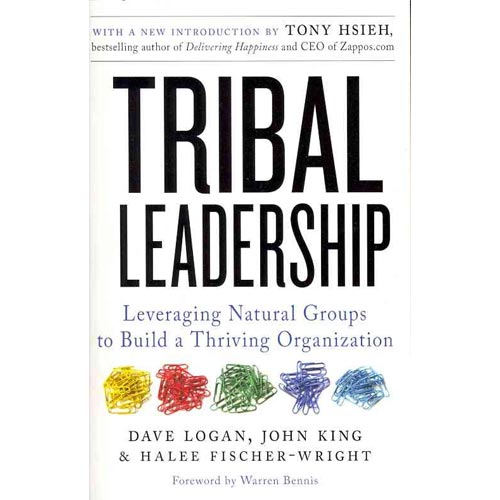 WITH A NEW INTRODUCTION BY TONY HSIEH,
bestselling author of Delivering Happiness and CEO of Zappos.com
TRIBAL
LEADERSHIP
Leveraging Natural Groups
to Build a Thriving Organization
DAVE LOGAN, JOHN KING
& HALEE FISCHER-WRIGHT
Foreword by Warren Bennis